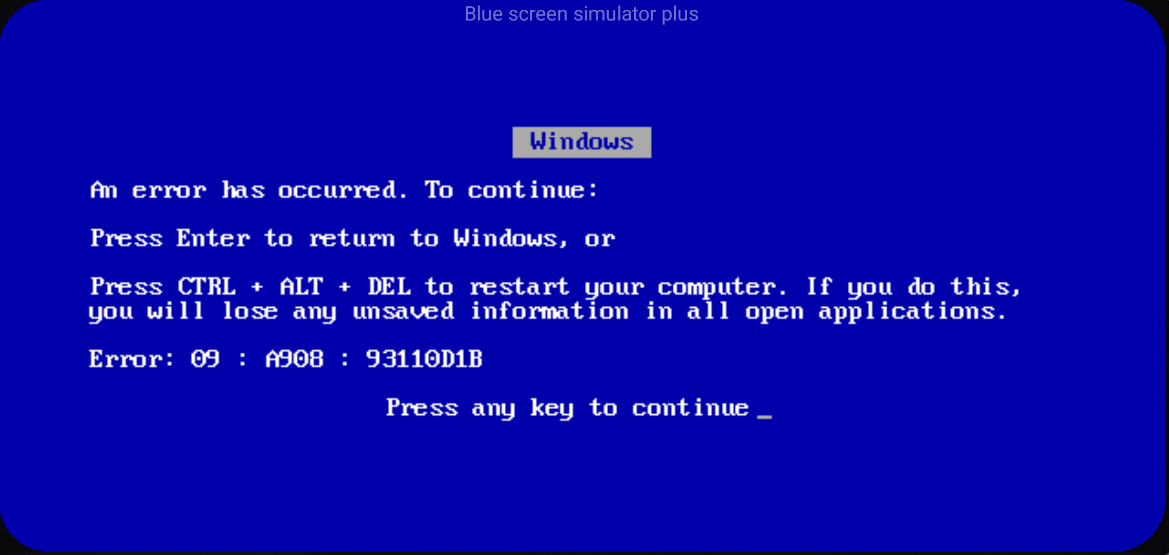 Blue screen simulator plus
Windows
An error has occurred. To continue:
Press Enter to return to Windows, or
Press CTRL + ALT + DEL to restart your computer. If you do this,
you will lose any unsaved information in all open applications.
Error: 09 : A908 : 93110D1B
Press any key to continue _